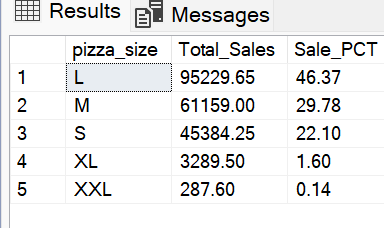 Results Messages
pizza_size Total_Sales Sale_PCT
1 L 95229.65 46.37
2 M 61159.00 29.78
3 S 45384.25 22.10
4 XL 3289.50 1.60
5 XXL 287.60 0.14